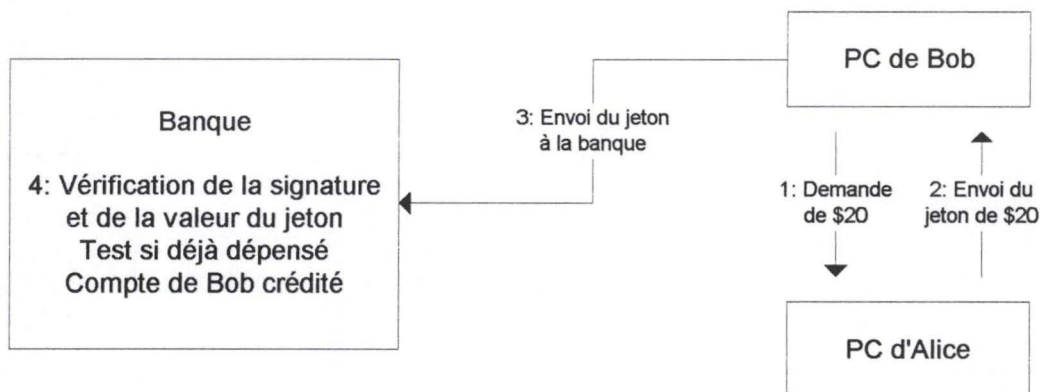 Banque
4: Vérification de la signature
et de la valeur du jeton
Test si déjà dépensé
Compte de Bob crédité
3: Envoi du jeton
à la banque
PC de Bob
1: Demande
de $20
2: Envoi du
jeton de $20
PC d'Alice